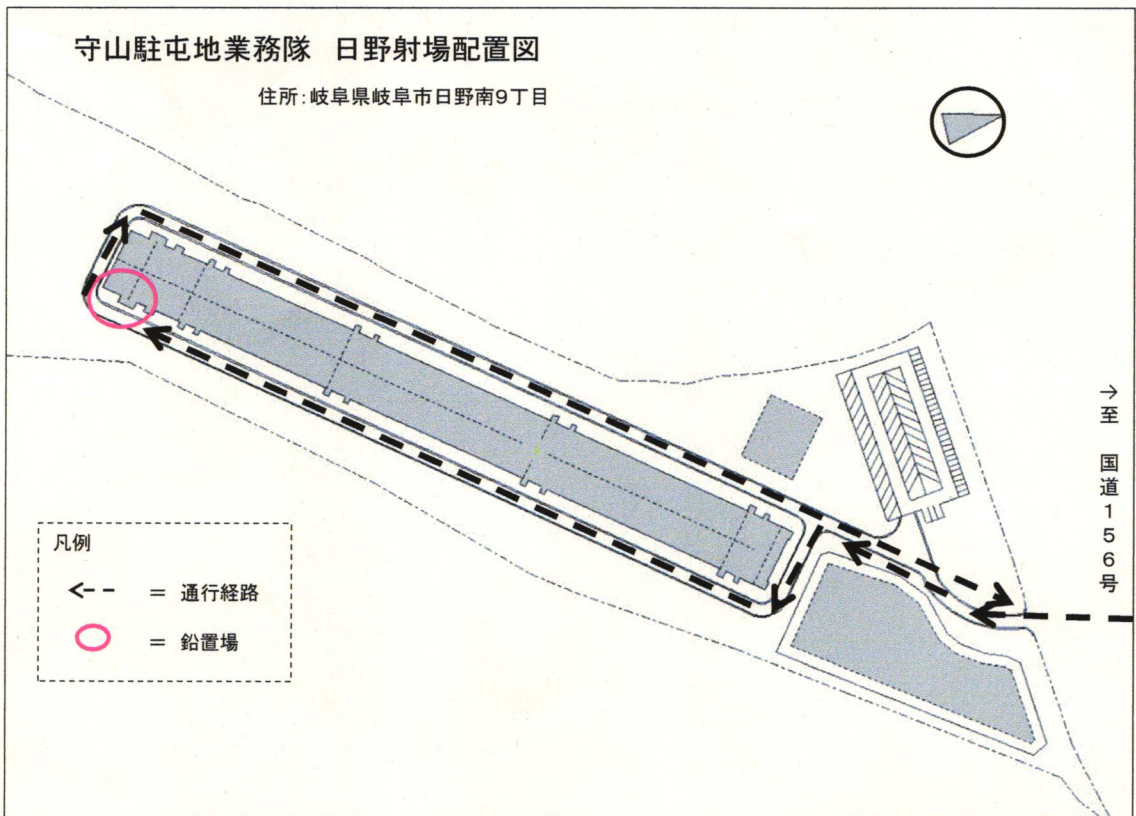 守山駐屯地業務隊 日野射場配置図
住所：岐阜県岐阜市日野南9丁目
→至 国道156号
凡例
＝ 通行経路
＝ 鉛置場